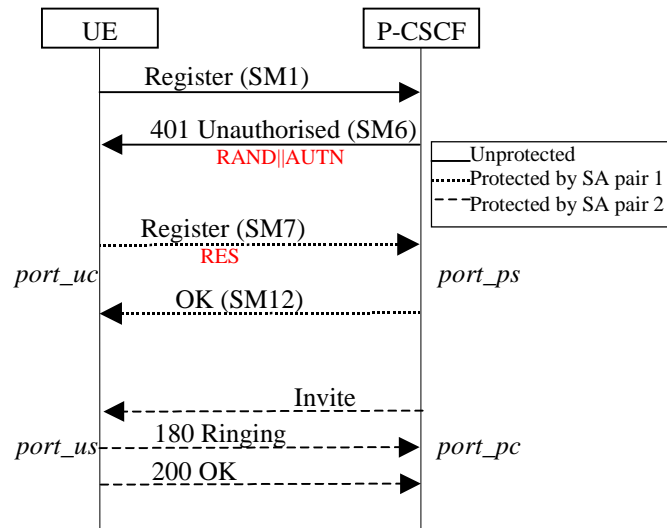 UE
P-CSCF
Register (SM1)
401 Unauthorised (SM6)
RAND||AUTN
Unprotected
Protected by SA pair 1
Protected by SA pair 2
Register (SM7)
RES
port_uc
port_ps
OK (SM12)
Invite
port_us
180 Ringing
port_pc
200 OK